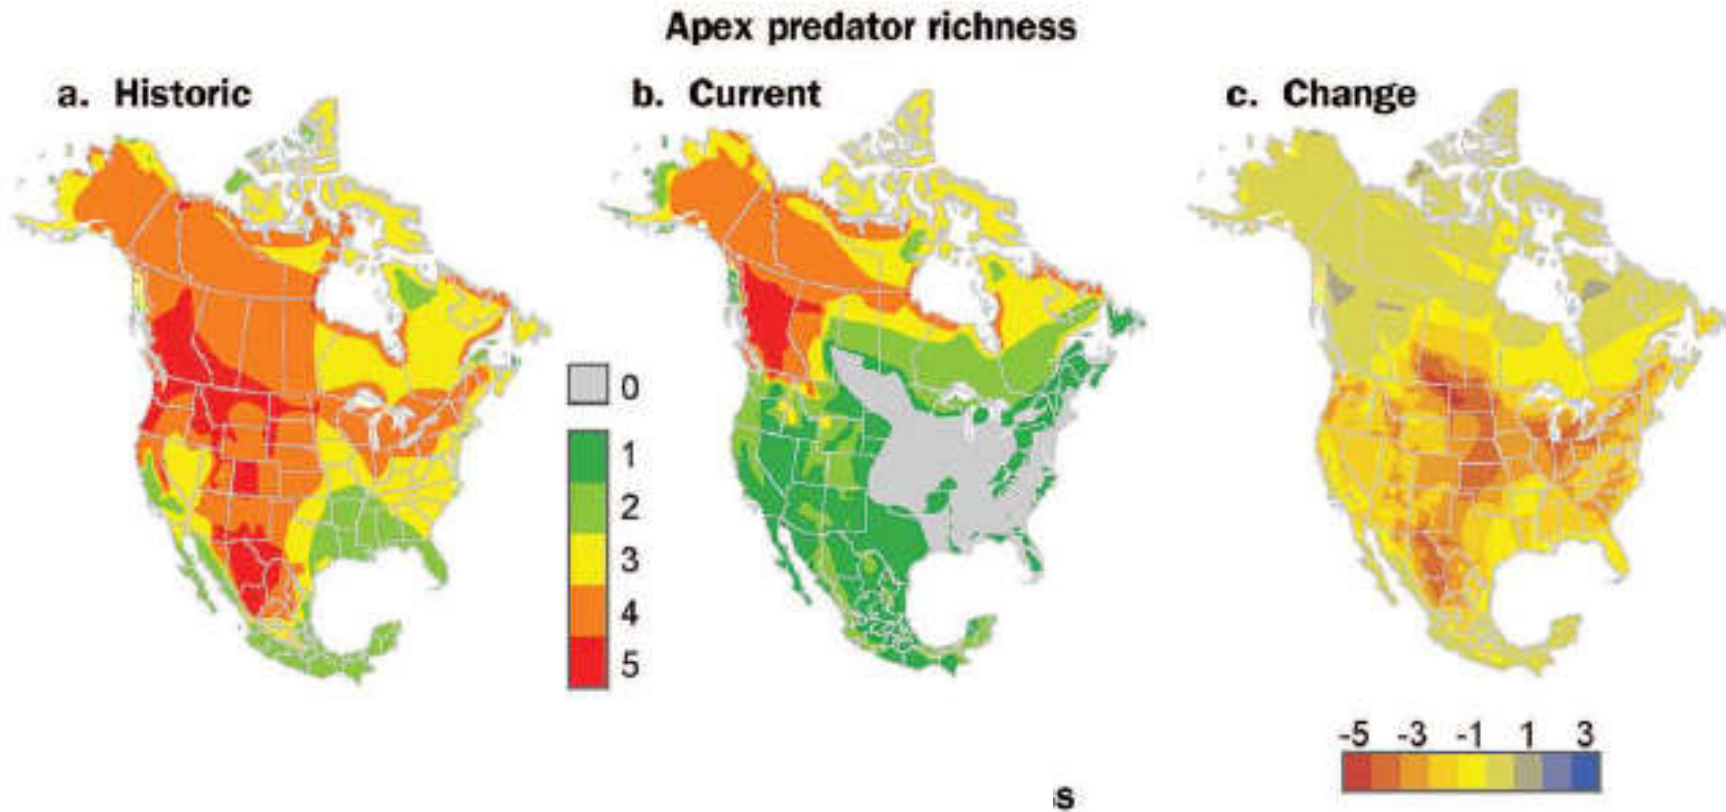 Apex predator richness
a. Historic
b. Current
c. Change
0
1
2
3
4
5
-5 -3 -1 1 3
s